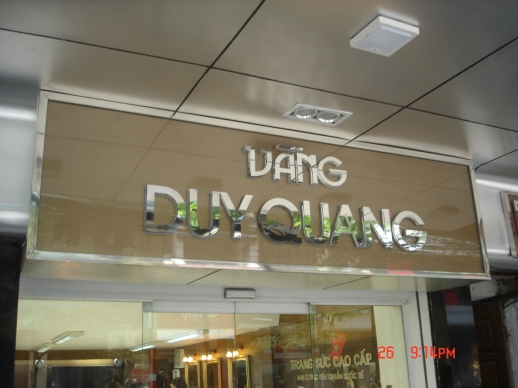 VÀNG
DUY QUANG
TRANG SỨC CAO CẤP
26 9:14PM